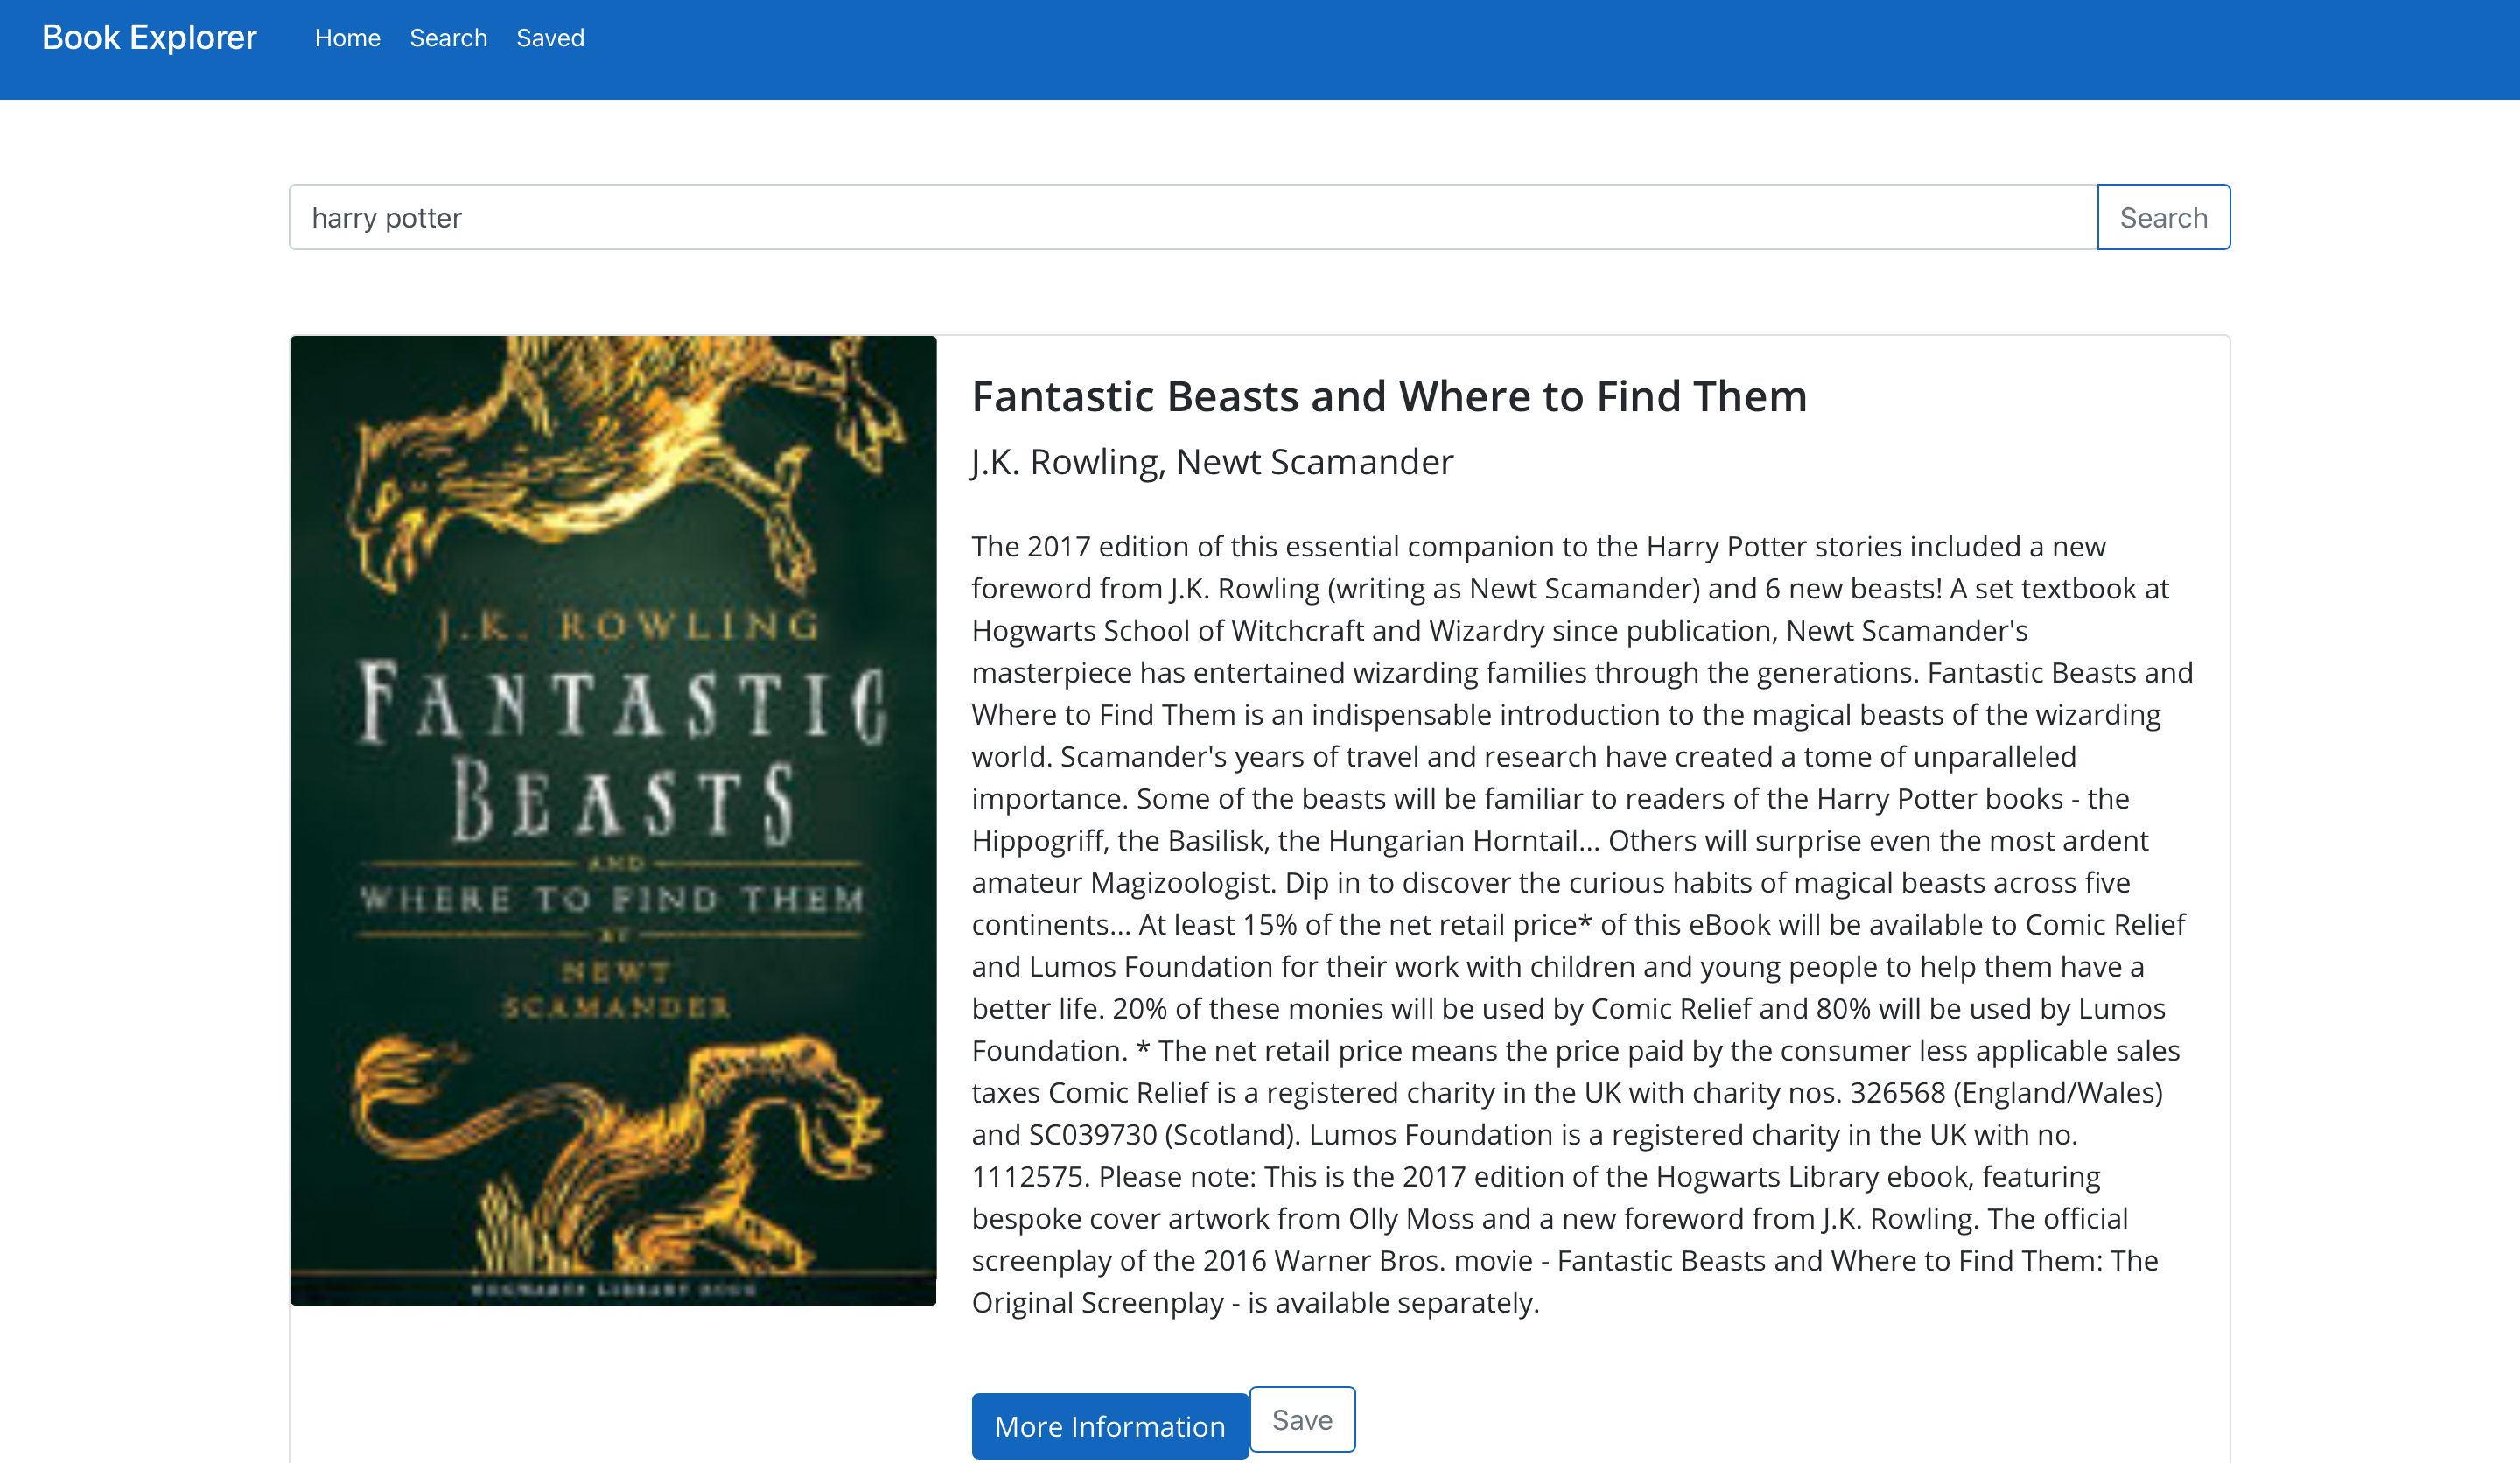 Book Explorer Home Search Saved
harry potter Search
J.K. ROWLING
FANTASTIC
BEASTS
AND
WHERE TO FIND THEM
BY
NEWT
SCAMANDER
HOGWARTS LIBRARY BOOK
Fantastic Beasts and Where to Find Them
J.K. Rowling, Newt Scamander
The 2017 edition of this essential companion to the Harry Potter stories included a new
foreword from J.K. Rowling (writing as Newt Scamander) and 6 new beasts! A set textbook at
Hogwarts School of Witchcraft and Wizardry since publication, Newt Scamander's
masterpiece has entertained wizarding families through the generations. Fantastic Beasts and
Where to Find Them is an indispensable introduction to the magical beasts of the wizarding
world. Scamander's years of travel and research have created a tome of unparalleled
importance. Some of the beasts will be familiar to readers of the Harry Potter books - the
Hippogriff, the Basilisk, the Hungarian Horntail... Others will surprise even the most ardent
amateur Magizoologist. Dip in to discover the curious habits of magical beasts across five
continents... At least 15% of the net retail price* of this eBook will be available to Comic Relief
and Lumos Foundation for their work with children and young people to help them have a
better life. 20% of these monies will be used by Comic Relief and 80% will be used by Lumos
Foundation. * The net retail price means the price paid by the consumer less applicable sales
taxes Comic Relief is a registered charity in the UK with charity nos. 326568 (England/Wales)
and SC039730 (Scotland). Lumos Foundation is a registered charity in the UK with no.
1112575. Please note: This is the 2017 edition of the Hogwarts Library ebook, featuring
bespoke cover artwork from Olly Moss and a new foreword from J.K. Rowling. The official
screenplay of the 2016 Warner Bros. movie - Fantastic Beasts and Where to Find Them: The
Original Screenplay - is available separately.
More Information Save